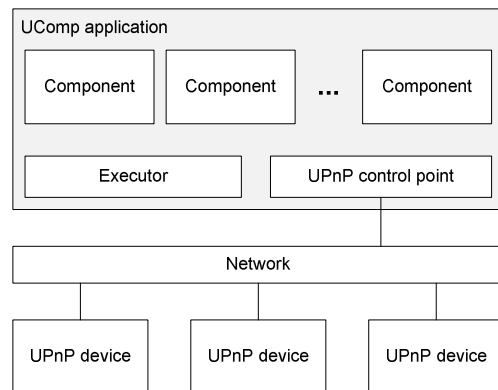 UComp application
Component Component ... Component
Executor UPnP control point
Network
UPnP device UPnP device UPnP device